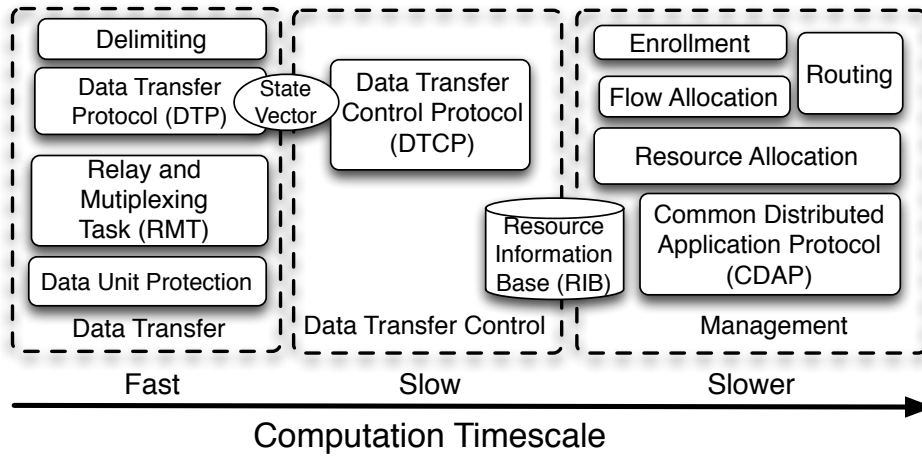 Delimiting
Data Transfer
Protocol (DTP)
Relay and
Mutiplexing
Task (RMT)
Data Unit Protection
Data Transfer
State
Vector
Data Transfer
Control Protocol
(DTCP)
Resource
Information
Base (RIB)
Data Transfer Control
Enrollment
Routing
Flow Allocation
Resource Allocation
Common Distributed
Application Protocol
(CDAP)
Management
Fast
Slow
Slower
Computation Timescale